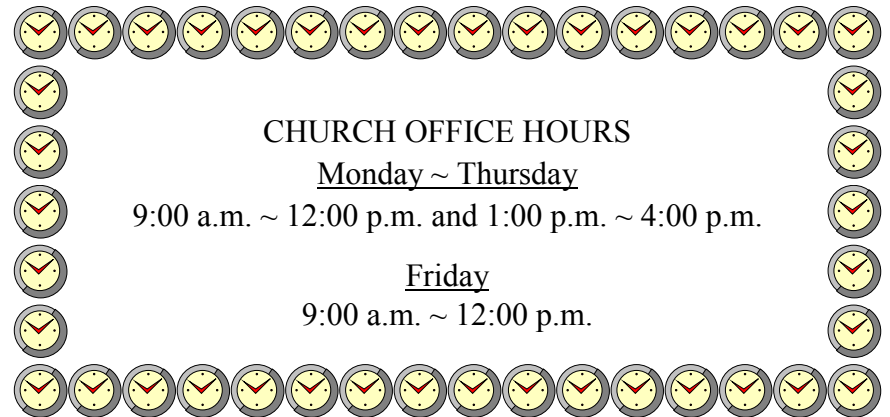 CHURCH OFFICE HOURS
Monday ~ Thursday
9:00 a.m. ~ 12:00 p.m. and 1:00 p.m. ~ 4:00 p.m.
Friday
9:00 a.m. ~ 12:00 p.m.